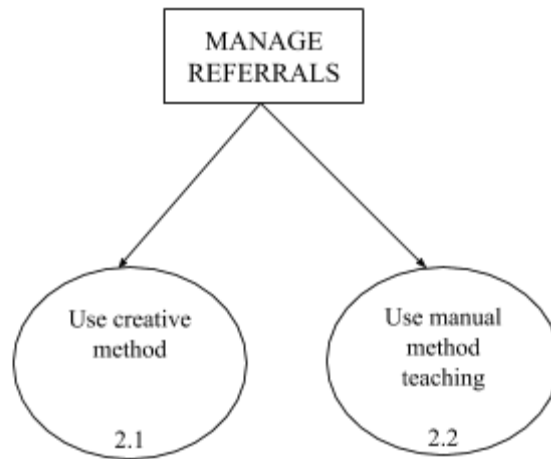 MANAGE
REFERRALS
Use creative
method
2.1
Use manual
method
teaching
2.2